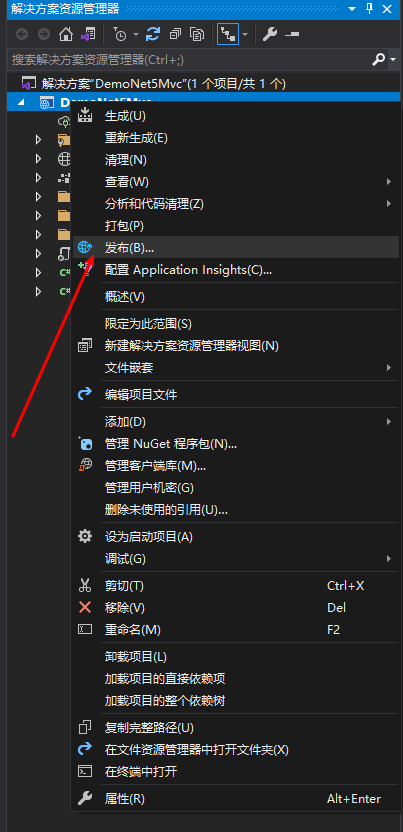 解决方案资源管理器
搜索解决方案资源管理器(Ctrl+;)
解决方案"DemoNet5Mvc"(1 个项目/共 1 个)
DemoNet5Mvc
生成(U)
重新生成(E)
清理(N)
查看(W)
分析和代码清理(Z)
打包(P)
发布(B)...
配置 Application Insights(C)...
概述(V)
限定为此范围(S)
新建解决方案资源管理器视图(N)
文件嵌套
编辑项目文件
添加(D)
管理 NuGet 程序包(N)...
管理客户端库(M)...
管理用户机密(G)
删除未使用的引用(U)...
设为启动项目(A)
调试(G)
剪切(T) Ctrl+X
移除(V) Del
重命名(M) F2
卸载项目(L)
加载项目的直接依赖项
加载项目的整个依赖树
复制完整路径(U)
在文件资源管理器中打开文件夹(X)
在终端中打开
属性(R) Alt+Enter